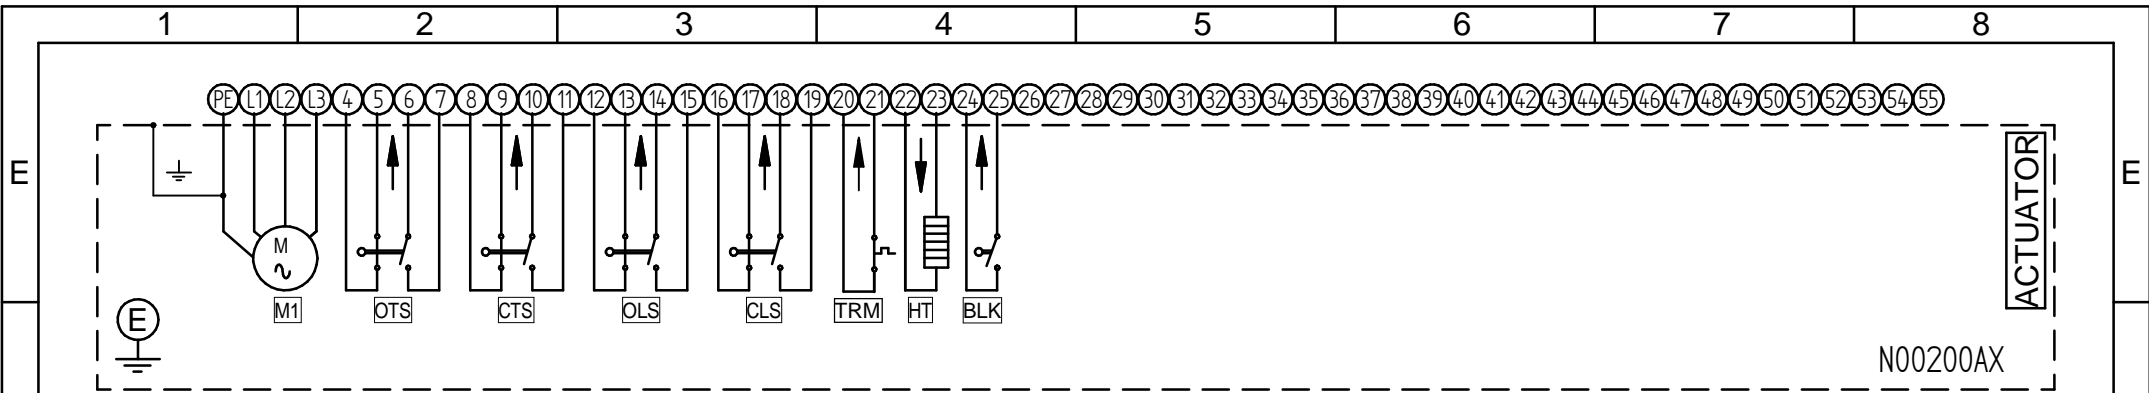 1 2 3 4 5 6 7 8
PE L1 L2 L3 4 5 6 7 8 9 10 11 12 13 14 15 16 17 18 19 20 21 22 23 24 25 26 27 28 29 30 31 32 33 34 35 36 37 38 39 40 41 42 43 44 45 46 47 48 49 50 51 52 53 54 55
E E
ACTUATOR
M
M1 OTS CTS OLS CLS TRM HT BLK
E
N00200AX